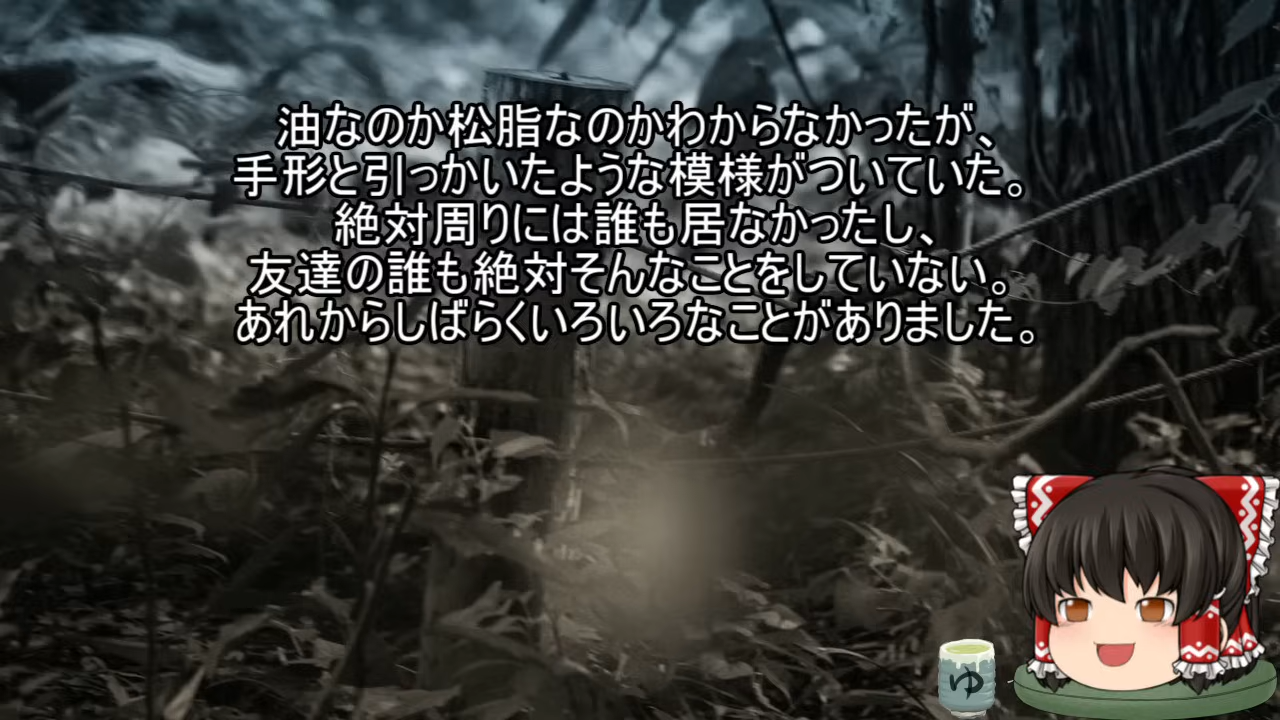 油なのか松脂なのかわからなかったが、
手形と引っかいたような模様がついていた。
絶対周りには誰も居なかったし、
友達の誰も絶対そんなことをしていない。
あれからしばらくいろいろなことがありました。
ゆ